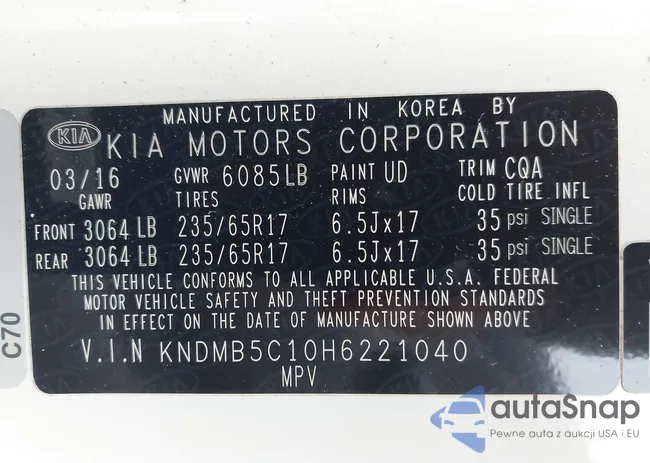 MANUFACTURED IN KOREA BY
KIA KIA MOTORS CORPORATION
03/16 GVWR 6085LB PAINT UD TRIM CQA
GAWR TIRES RIMS COLD TIRE INFL
FRONT 3064 LB 235/65R17 6.5Jx17 35 psi SINGLE
REAR 3064 LB 235/65R17 6.5Jx17 35 psi SINGLE
THIS VEHICLE CONFORMS TO ALL APPLICABLE U.S.A. FEDERAL
MOTOR VEHICLE SAFETY AND THEFT PREVENTION STANDARDS
IN EFFECT ON THE DATE OF MANUFACTURE SHOWN ABOVE
V.I.N KNDMB5C10H6221040
MPV
C70
autaSnap
Pewne auta z aukcji USA i EU